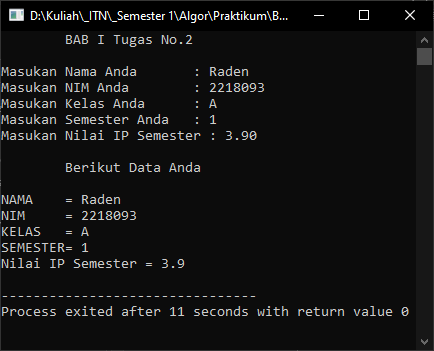 D:\Kuliah\_ITN\_Semester 1\Algor\Praktikum\B...
BAB I Tugas No.2
Masukan Nama Anda : Raden
Masukan NIM Anda : 2218093
Masukan Kelas Anda : A
Masukan Semester Anda : 1
Masukan Nilai IP Semester : 3.90
Berikut Data Anda
NAMA = Raden
NIM = 2218093
KELAS = A
SEMESTER= 1
Nilai IP Semester = 3.9
--------------------------------
Process exited after 11 seconds with return value 0